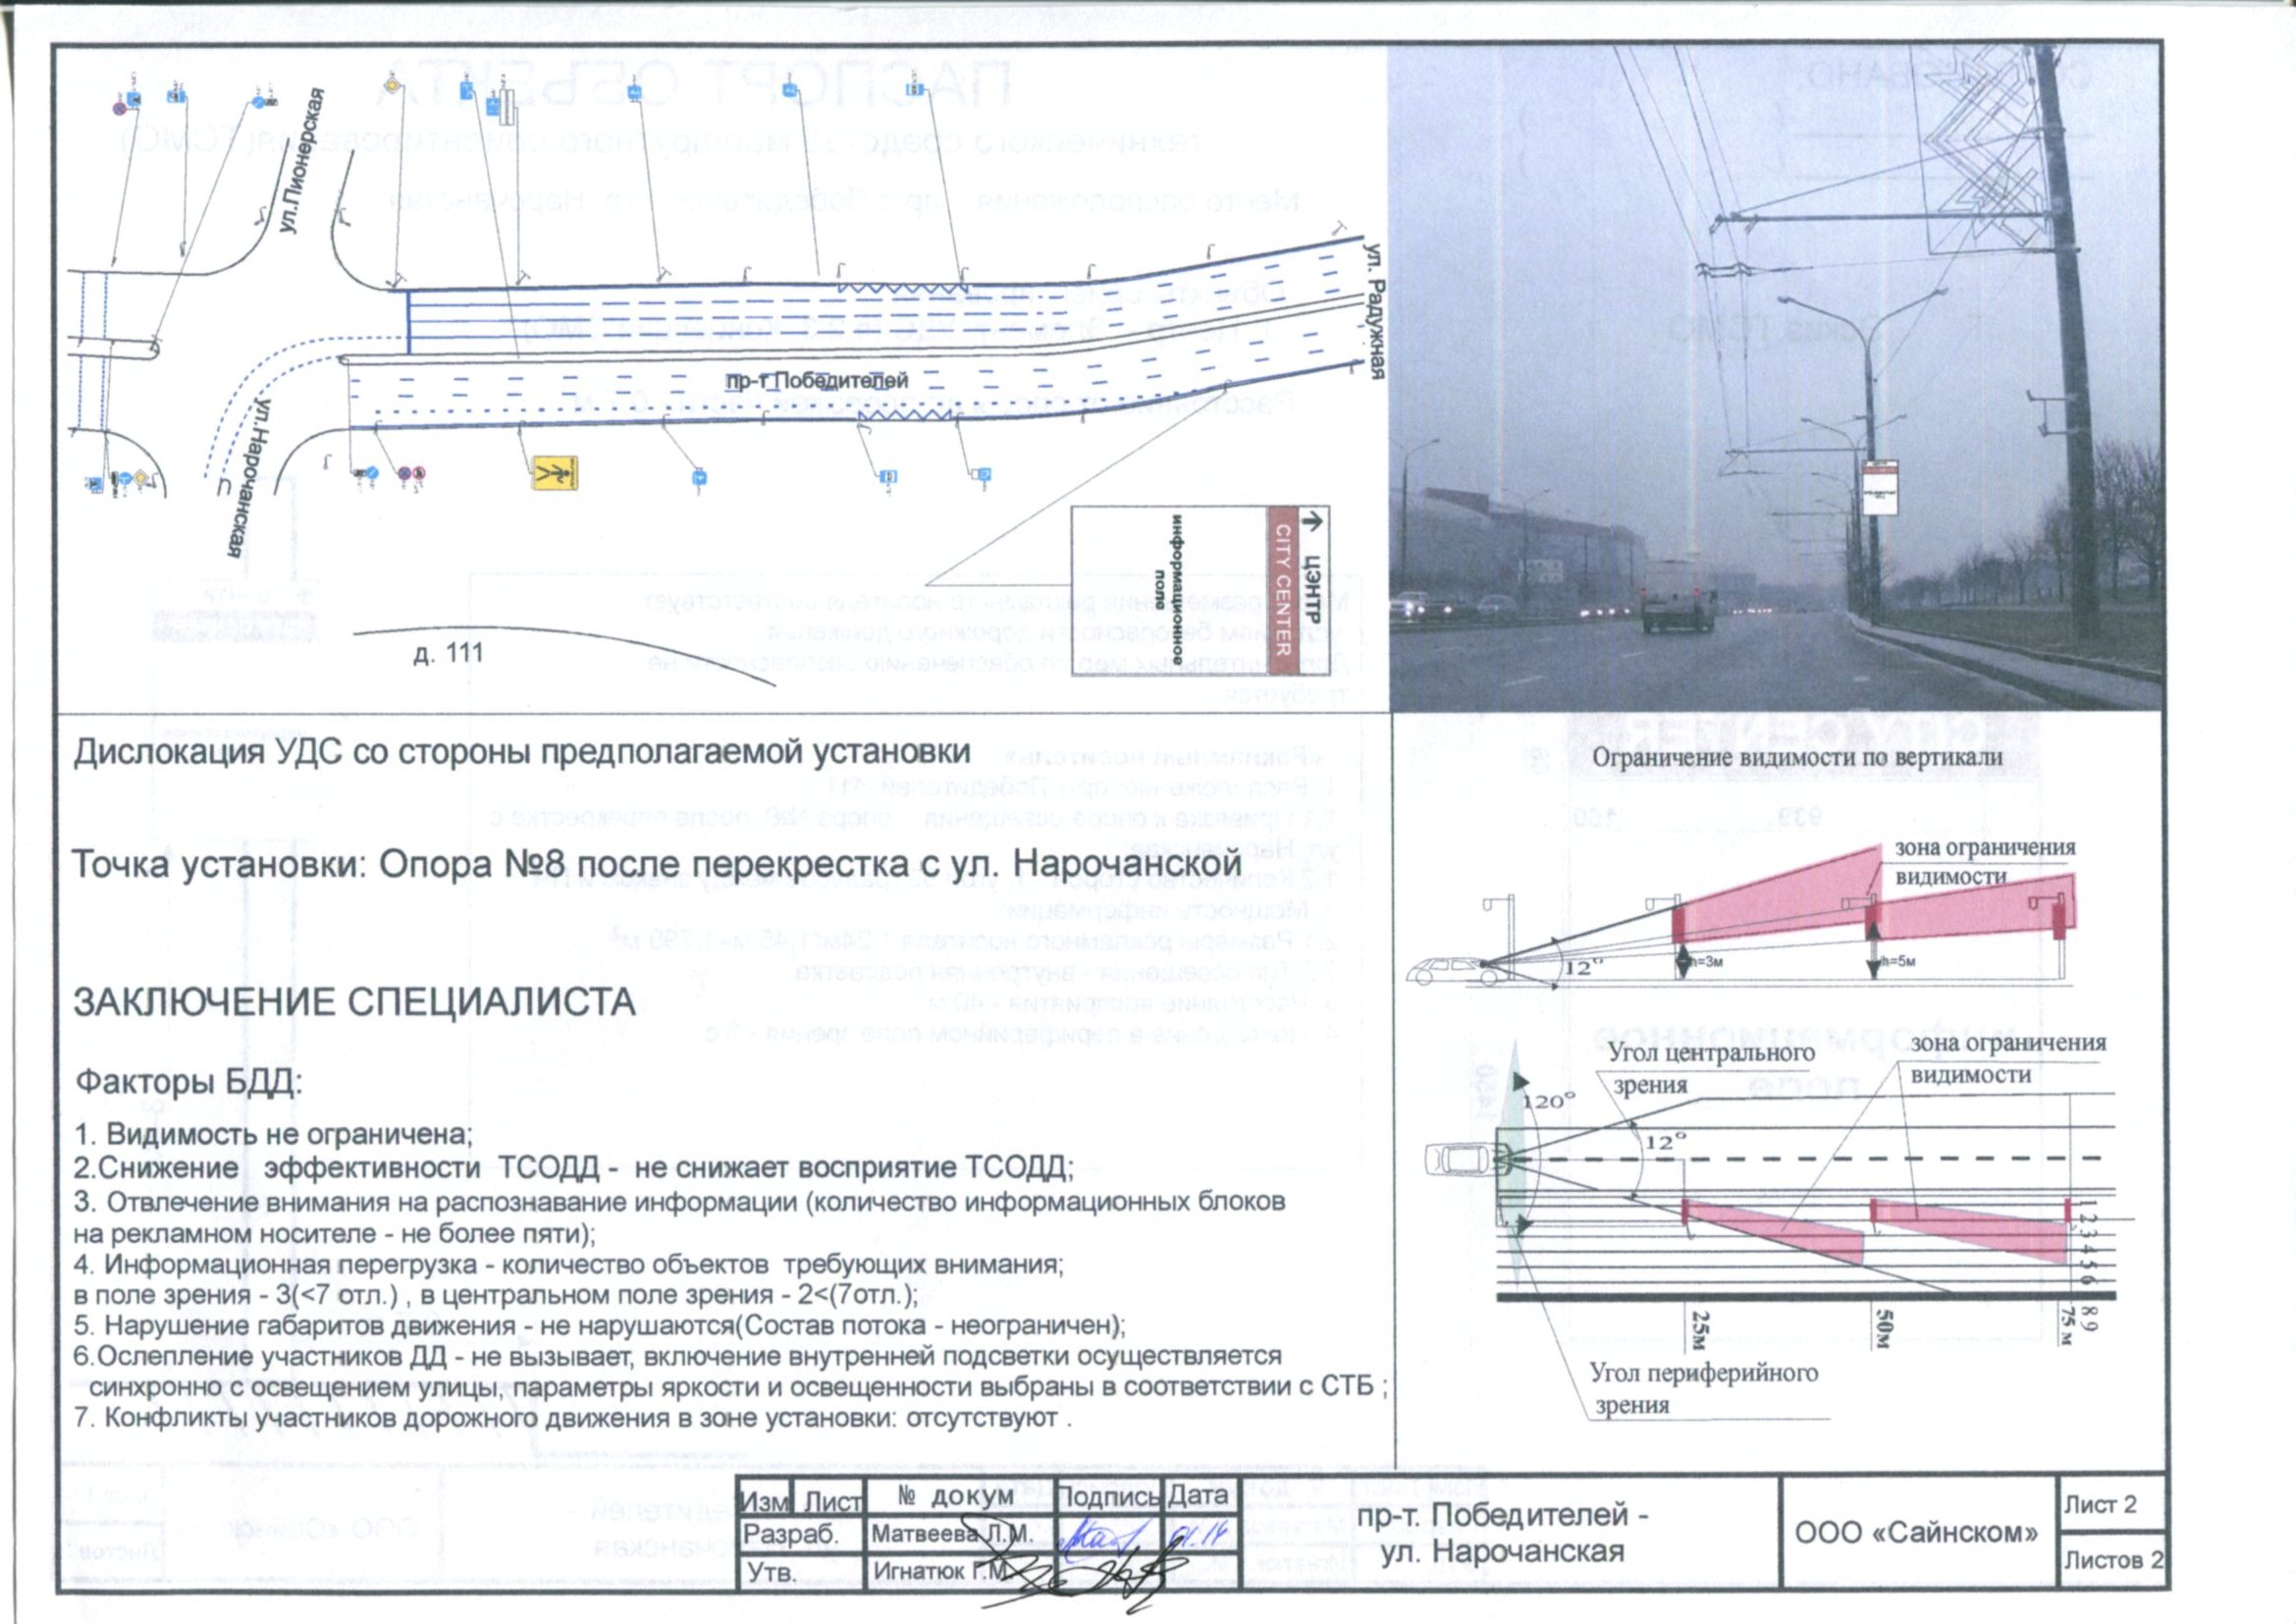 ул.Пионерская
ул. Радужная
пр-т Победителей
ул.Нарочанская
ЦЭНТР
CITY CENTER
информационное
поле
д. 111
Дислокация УДС со стороны предполагаемой установки
Точка установки: Опора №8 после перекрестка с ул. Нарочанской
ЗАКЛЮЧЕНИЕ СПЕЦИАЛИСТА
Факторы БДД:
1. Видимость не ограничена;
2.Снижение эффективности ТСОДД - не снижает восприятие ТСОДД;
3. Отвлечение внимания на распознавание информации (количество информационных блоков
на рекламном носителе - не более пяти);
4. Информационная перегрузка - количество объектов требующих внимания;
в поле зрения - 3(<7 отл.) , в центральном поле зрения - 2<(7отл.);
5. Нарушение габаритов движения - не нарушаются(Состав потока - неограничен);
6.Ослепление участников ДД - не вызывает, включение внутренней подсветки осуществляется
синхронно с освещением улицы, параметры яркости и освещенности выбраны в соответствии с СТБ ;
7. Конфликты участников дорожного движения в зоне установки: отсутствуют .
Ограничение видимости по вертикали
зона ограничения
видимости
12°
h=3м
h=5м
Угол центрального
зрения
зона ограничения
видимости
120°
12°
1 2 3 4 5 6
8 9
25м
50м
75 м
Угол периферийного
зрения
Изм Лист № докум Подпись Дата
Разраб. Матвеева Л.М.
Утв. Игнатюк Г.М
пр-т. Победителей -
ул. Нарочанская
ООО «Сайнском»
Лист 2
Листов 2